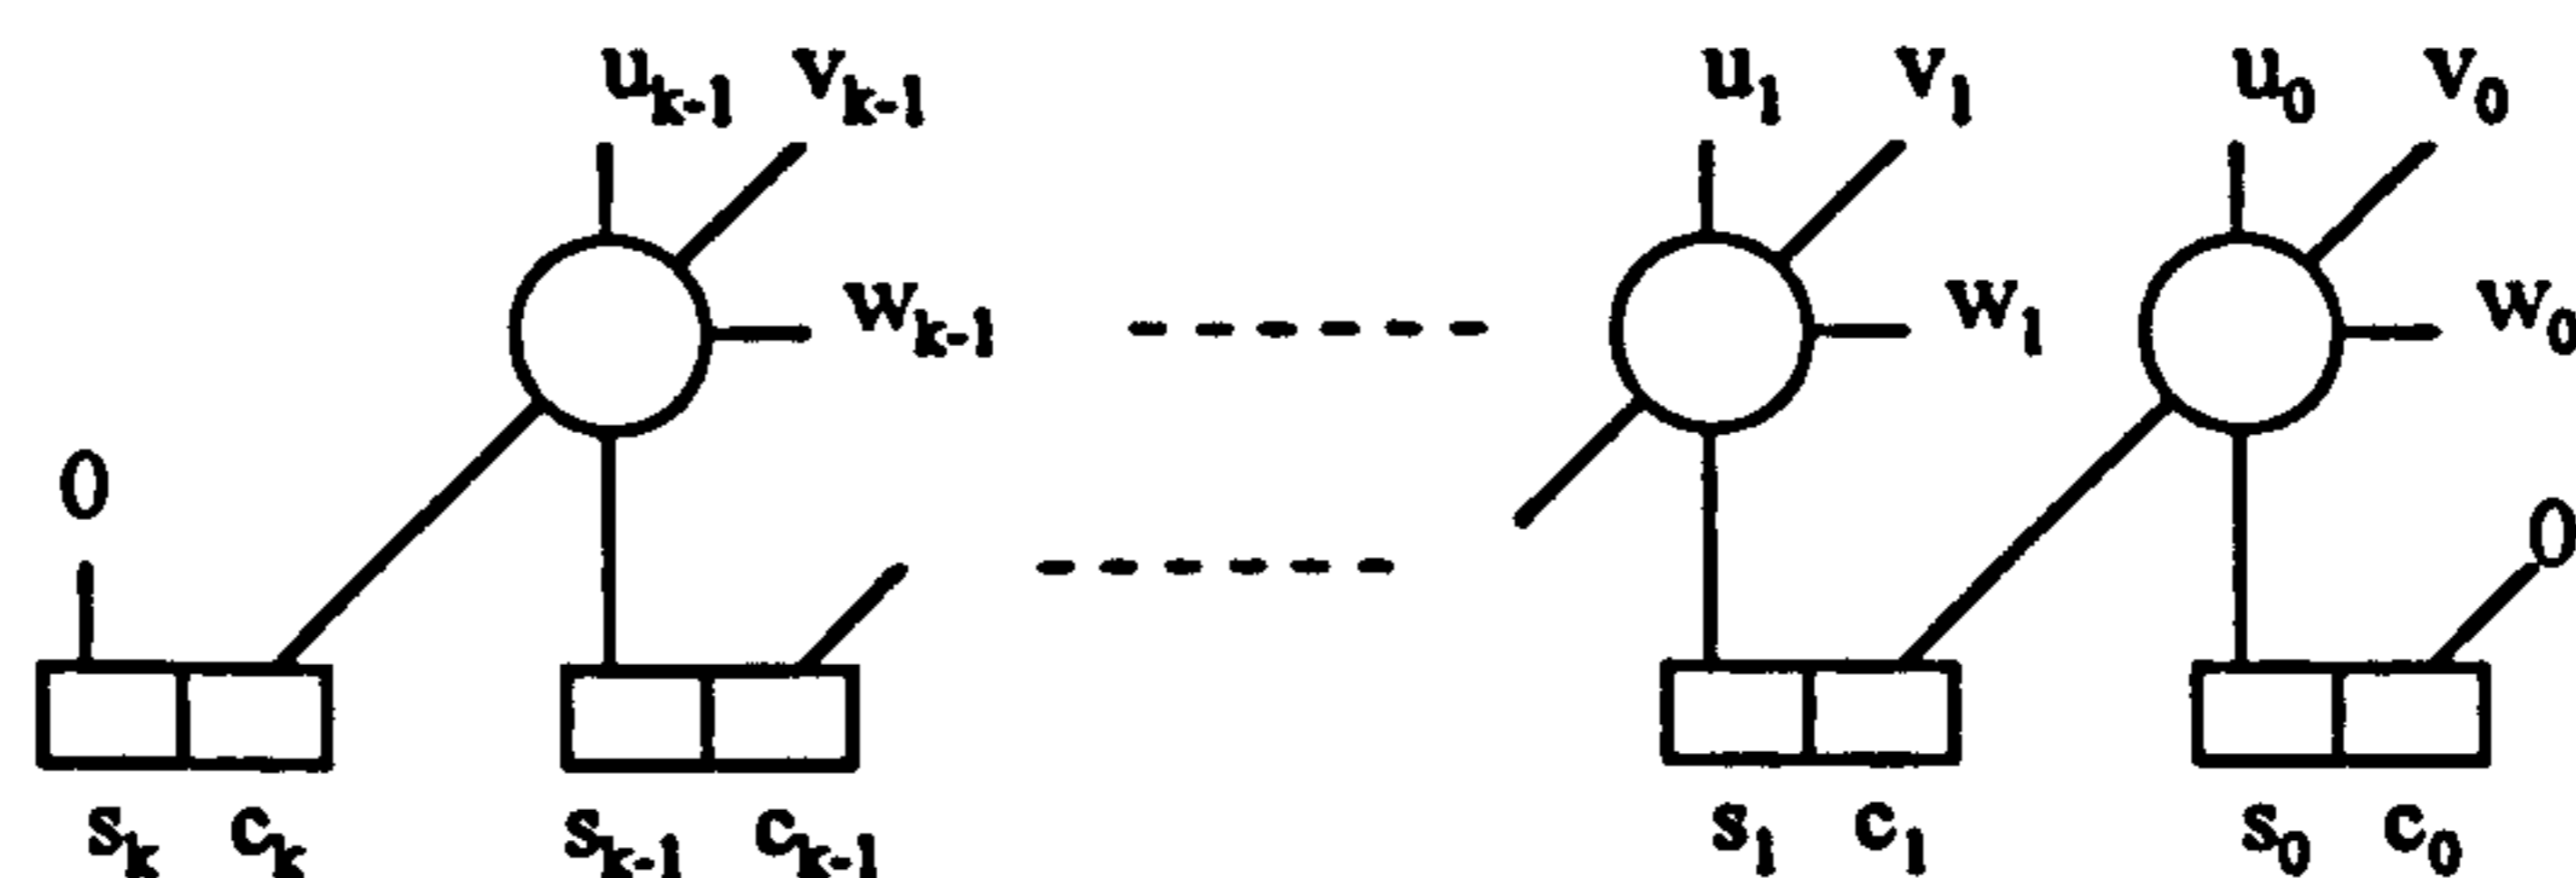 u_{k-1} v_{k-1} u_1 v_1 u_0 v_0
w_{k-1} w_1 w_0
0 0
s_k c_k s_{k-1} c_{k-1} s_1 c_1 s_0 c_0